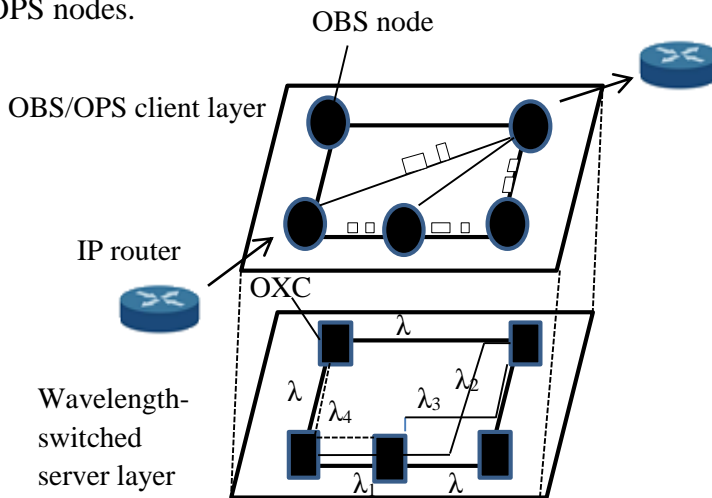 OPS nodes.
OBS node
OBS/OPS client layer
IP router
OXC
λ
λ2
λ
λ3
λ4
Wavelength-
switched
server layer
λ1
λ